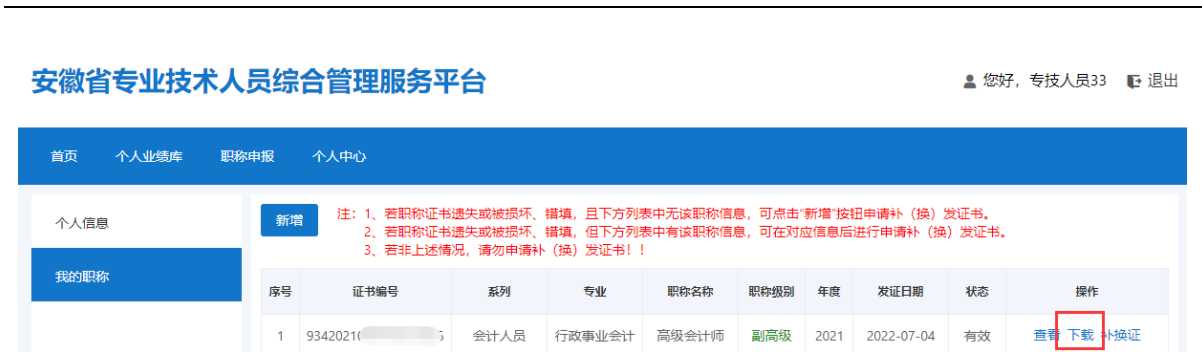 安徽省专业技术人员综合管理服务平台
您好，专技人员33 退出
首页 个人业绩库 职称申报 个人中心
个人信息
我的职称
新增
注：1、若职称证书遗失或被损坏、错填，且下方列表中无该职称信息，可点击“新增”按钮申请补（换）发证书。
2、若职称证书遗失或被损坏、错填，但下方列表中有该职称信息，可在对应信息后进行申请补（换）发证书。
3、若非上述情况，请勿申请补（换）发证书！！
序号 证书编号 系列 专业 职称名称 职称级别 年度 发证日期 状态 操作
1 9342021 会计人员 行政事业会计 高级会计师 副高级 2021 2022-07-04 有效 查看 下载 补换证